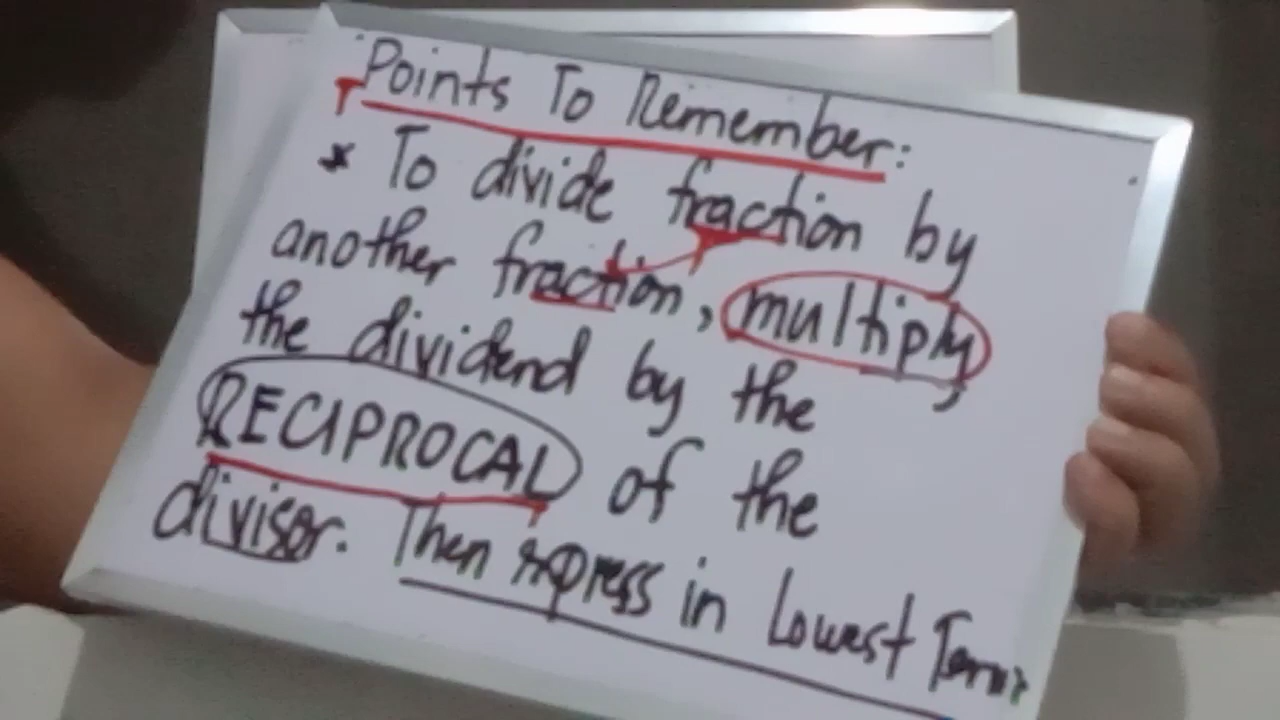 Points To Remember:
* To divide fraction by
another fraction, multiply
the dividend by the
RECIPROCAL of the
divisor. Then express in Lowest Terms